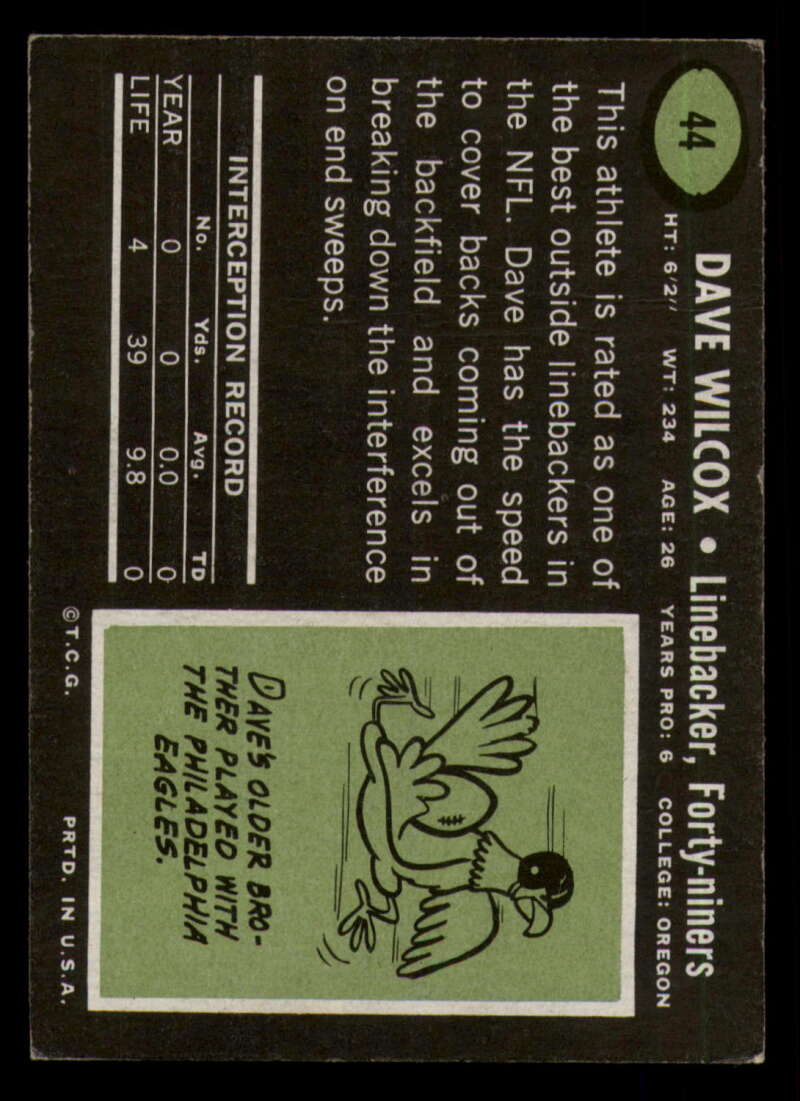 44
DAVE WILCOX • Linebacker, Forty-niners
HT: 6'2" WT: 234 AGE: 26 YEARS PRO: 6 COLLEGE: OREGON
This athlete is rated as one of
the best outside linebackers in
the NFL. Dave has the speed
to cover backs coming out of
the backfield and excels in
breaking down the interference
on end sweeps.
INTERCEPTION RECORD
No. Yds. Avg. TD
YEAR 0 0 0.0 0
LIFE 4 39 9.8 0
DAVE'S OLDER BRO-
THER PLAYED WITH
THE PHILADELPHIA
EAGLES.
©T.C.G. PRTD. IN U.S.A.